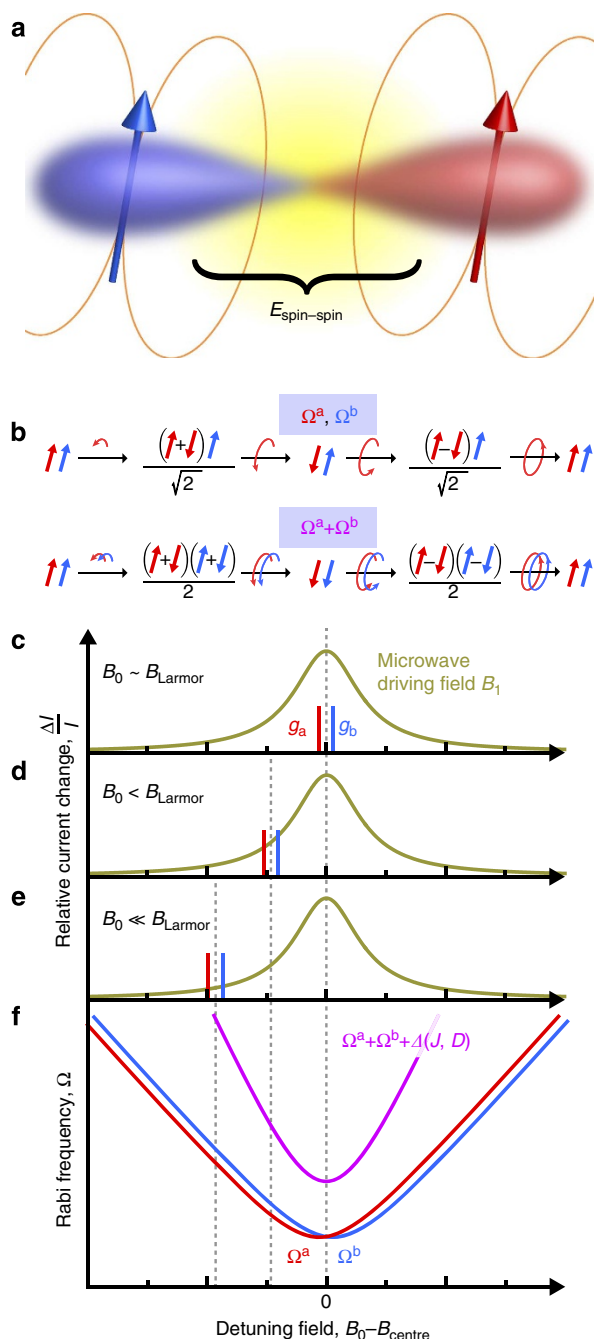 a
E_spin–spin
Ω^a, Ω^b
b
(+)
√2
(–)
√2
Ω^a+Ω^b
(+)(+)
2
(–)(–)
2
c
B_0 ~ B_Larmor
Microwave
driving field B_1
g_a
g_b
d
B_0 < B_Larmor
e
B_0 ≪ B_Larmor
Relative current change, ΔI/I
f
Ω^a+Ω^b+Δ(J, D)
Rabi frequency, Ω
Ω^a
Ω^b
0
Detuning field, B_0–B_centre